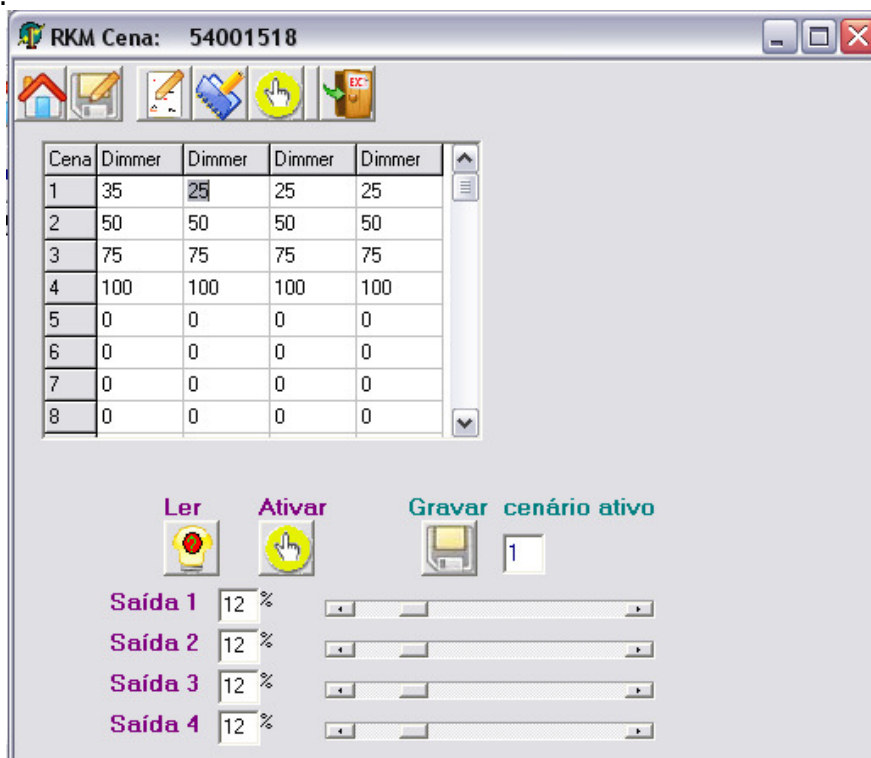 RKM Cena: 54001518
EXIT
Cena Dimmer Dimmer Dimmer Dimmer
1 35 25 25 25
2 50 50 50 50
3 75 75 75 75
4 100 100 100 100
5 0 0 0 0
6 0 0 0 0
7 0 0 0 0
8 0 0 0 0
Ler Ativar Gravar cenário ativo
1
Saída 1 12 %
Saída 2 12 %
Saída 3 12 %
Saída 4 12 %